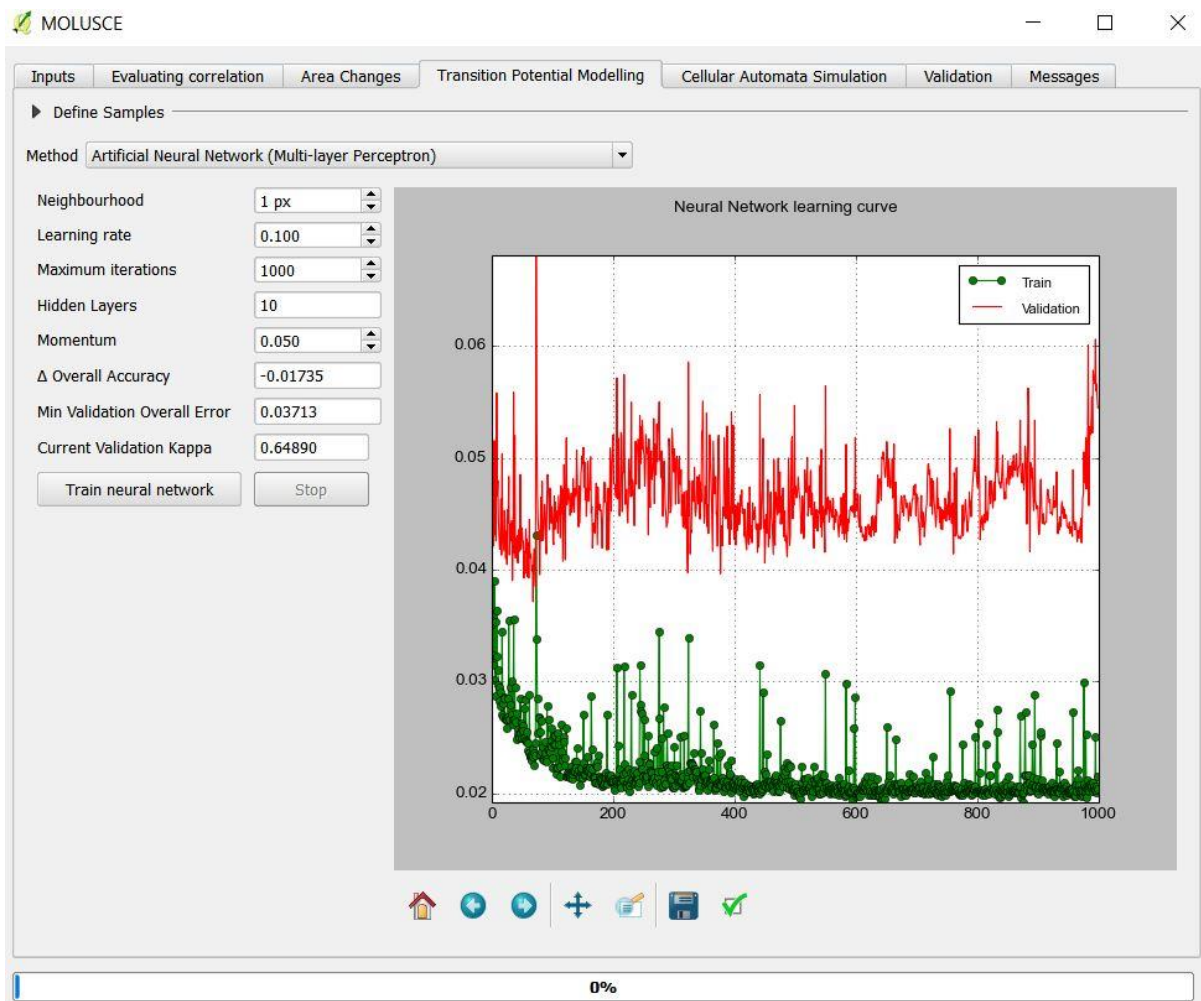 MOLUSCE
Inputs Evaluating correlation Area Changes Transition Potential Modelling Cellular Automata Simulation Validation Messages
Define Samples
Method Artificial Neural Network (Multi-layer Perceptron)
Neighbourhood 1 px
Learning rate 0.100
Maximum iterations 1000
Hidden Layers 10
Momentum 0.050
Δ Overall Accuracy -0.01735
Min Validation Overall Error 0.03713
Current Validation Kappa 0.64890
Train neural network Stop
Neural Network learning curve
Train
Validation
0.06
0.05
0.04
0.03
0.02
0 200 400 600 800 1000
0%